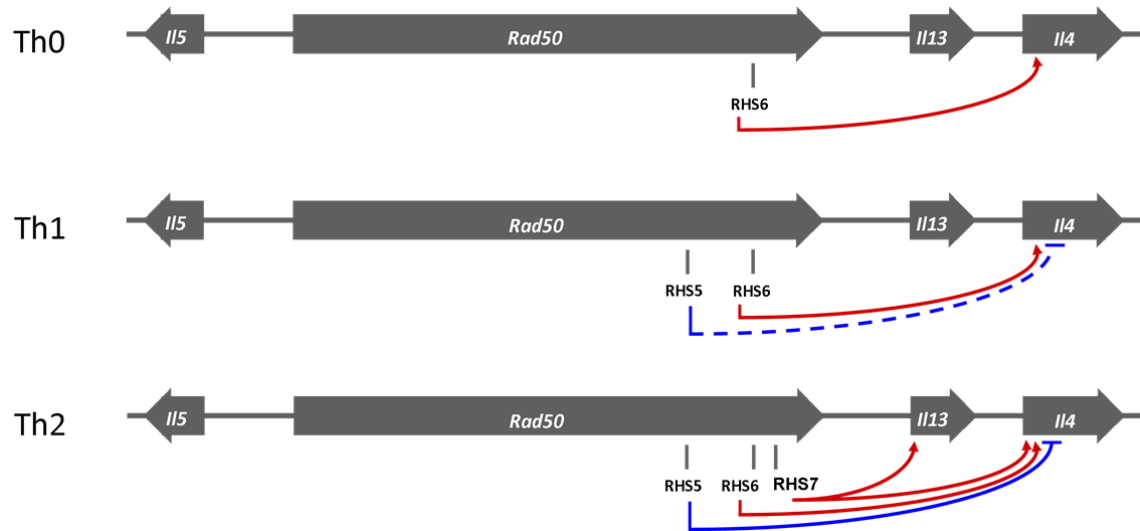 Th0 Il5 Rad50 Il13 Il4
RHS6
Th1 Il5 Rad50 Il13 Il4
RHS5 RHS6
Th2 Il5 Rad50 Il13 Il4
RHS5 RHS6 RHS7